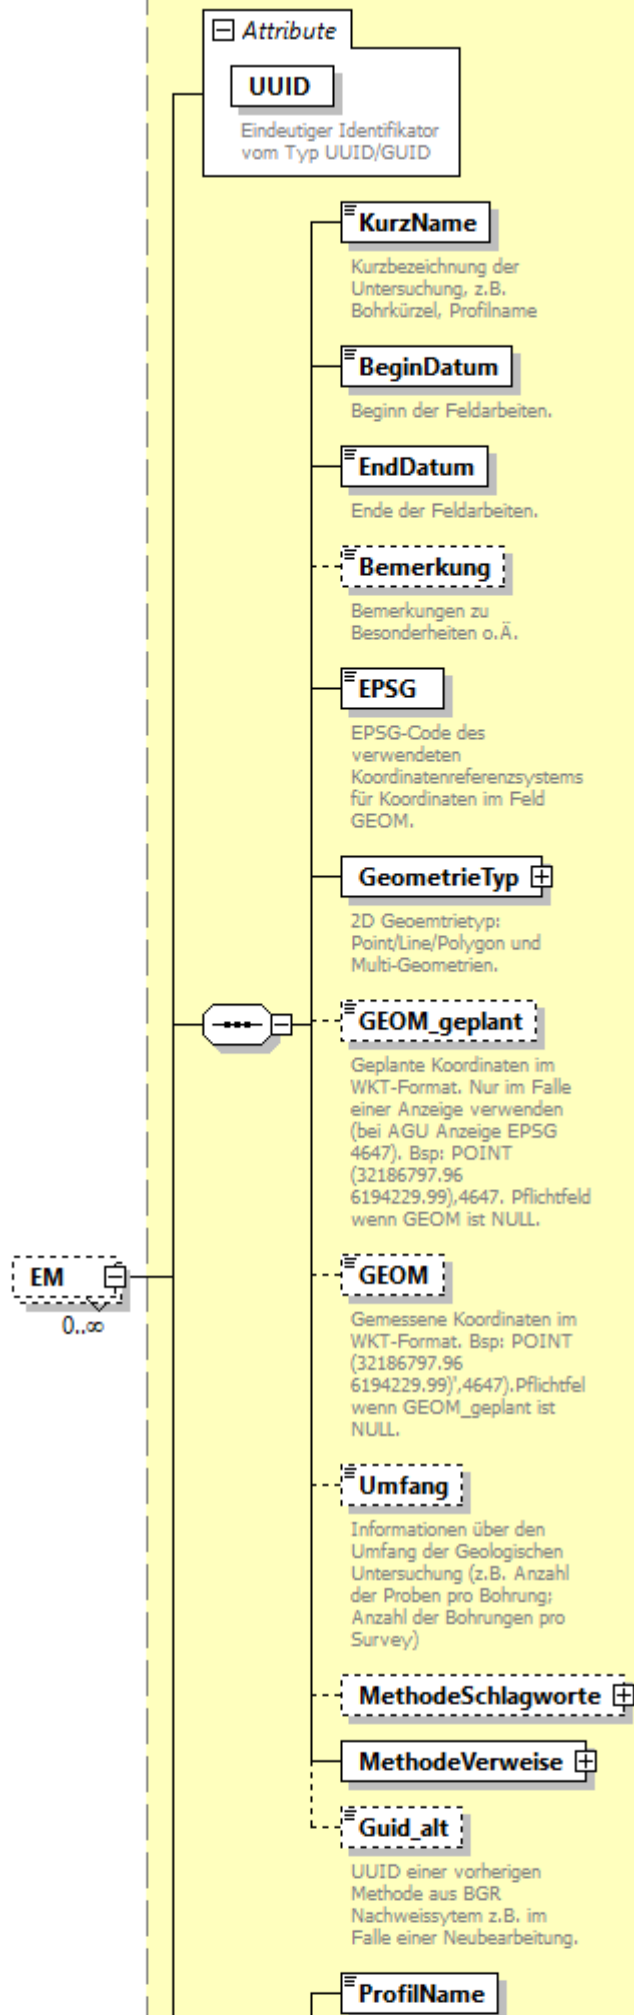 Attribute
UUID
Eindeutiger Identifikator
vom Typ UUID/GUID
KurzName
Kurzbezeichnung der
Untersuchung, z.B.
Bohrkürzel, Profilname
BeginDatum
Beginn der Feldarbeiten.
EndDatum
Ende der Feldarbeiten.
Bemerkung
Bemerkungen zu
Besonderheiten o.Ä.
EPSG
EPSG-Code des
verwendeten
Koordinatenreferenzsystems
für Koordinaten im Feld
GEOM.
GeometrieTyp
2D Geoemtrietyp:
Point/Line/Polygon und
Multi-Geometrien.
GEOM_geplant
Geplante Koordinaten im
WKT-Format. Nur im Falle
einer Anzeige verwenden
(bei AGU Anzeige EPSG
4647). Bsp: POINT
(32186797.96
6194229.99),4647. Pflichtfeld
wenn GEOM ist NULL.
EM
0..∞
GEOM
Gemessene Koordinaten im
WKT-Format. Bsp: POINT
(32186797.96
6194229.99)',4647).Pflichtfel
wenn GEOM_geplant ist
NULL.
Umfang
Informationen über den
Umfang der Geologischen
Untersuchung (z.B. Anzahl
der Proben pro Bohrung;
Anzahl der Bohrungen pro
Survey)
MethodeSchlagworte
MethodeVerweise
Guid_alt
UUID einer vorherigen
Methode aus BGR
Nachweissytem z.B. im
Falle einer Neubearbeitung.
ProfilName